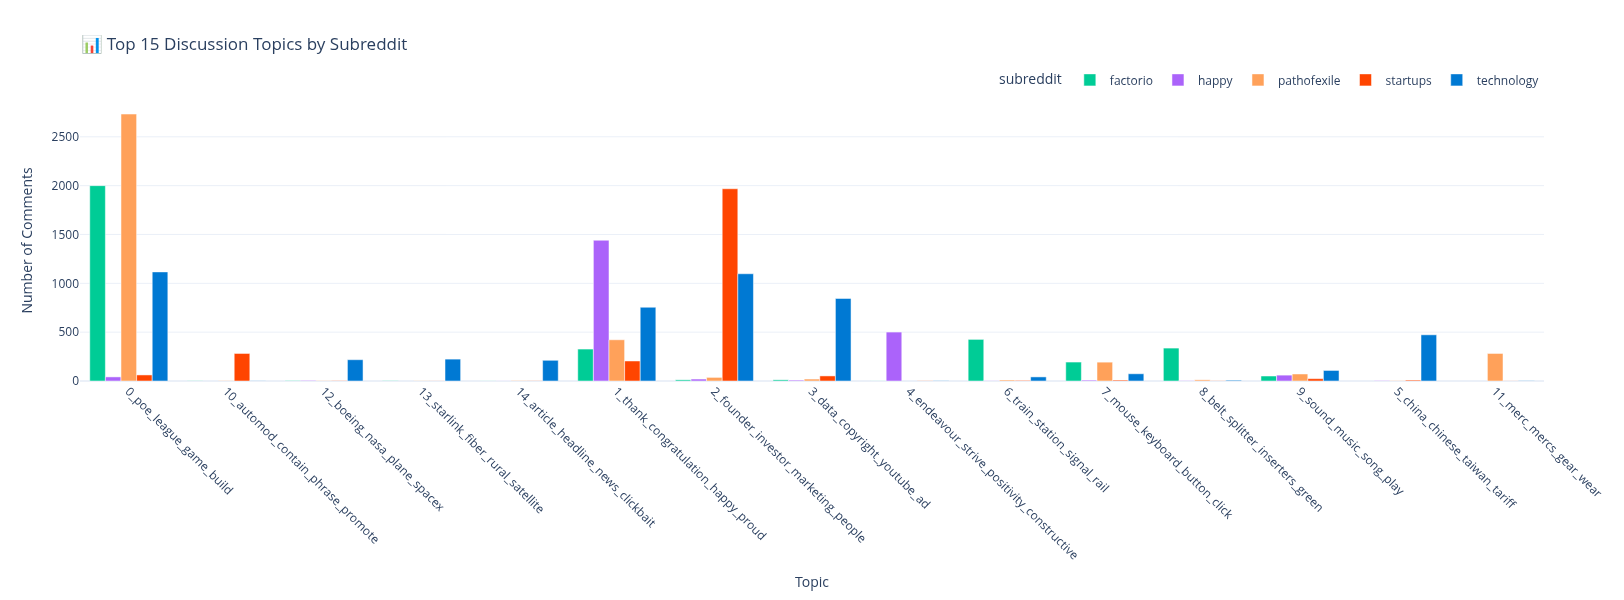 📊 Top 15 Discussion Topics by Subreddit
subreddit factorio happy pathofexile startups technology
Number of Comments
2500
2000
1500
1000
500
0
0_poe_league_game_build
10_automod_contain_phrase_promote
12_boeing_nasa_plane_spacex
13_starlink_fiber_rural_satellite
14_article_headline_news_clickbait
1_thank_congratulation_happy_proud
2_founder_investor_marketing_people
3_data_copyright_youtube_ad
4_endeavour_strive_positivity_constructive
6_train_station_signal_rail
7_mouse_keyboard_button_click
8_belt_splitter_inserters_green
9_sound_music_song_play
5_china_chinese_taiwan_tariff
11_merc_mercs_gear_wear
Topic